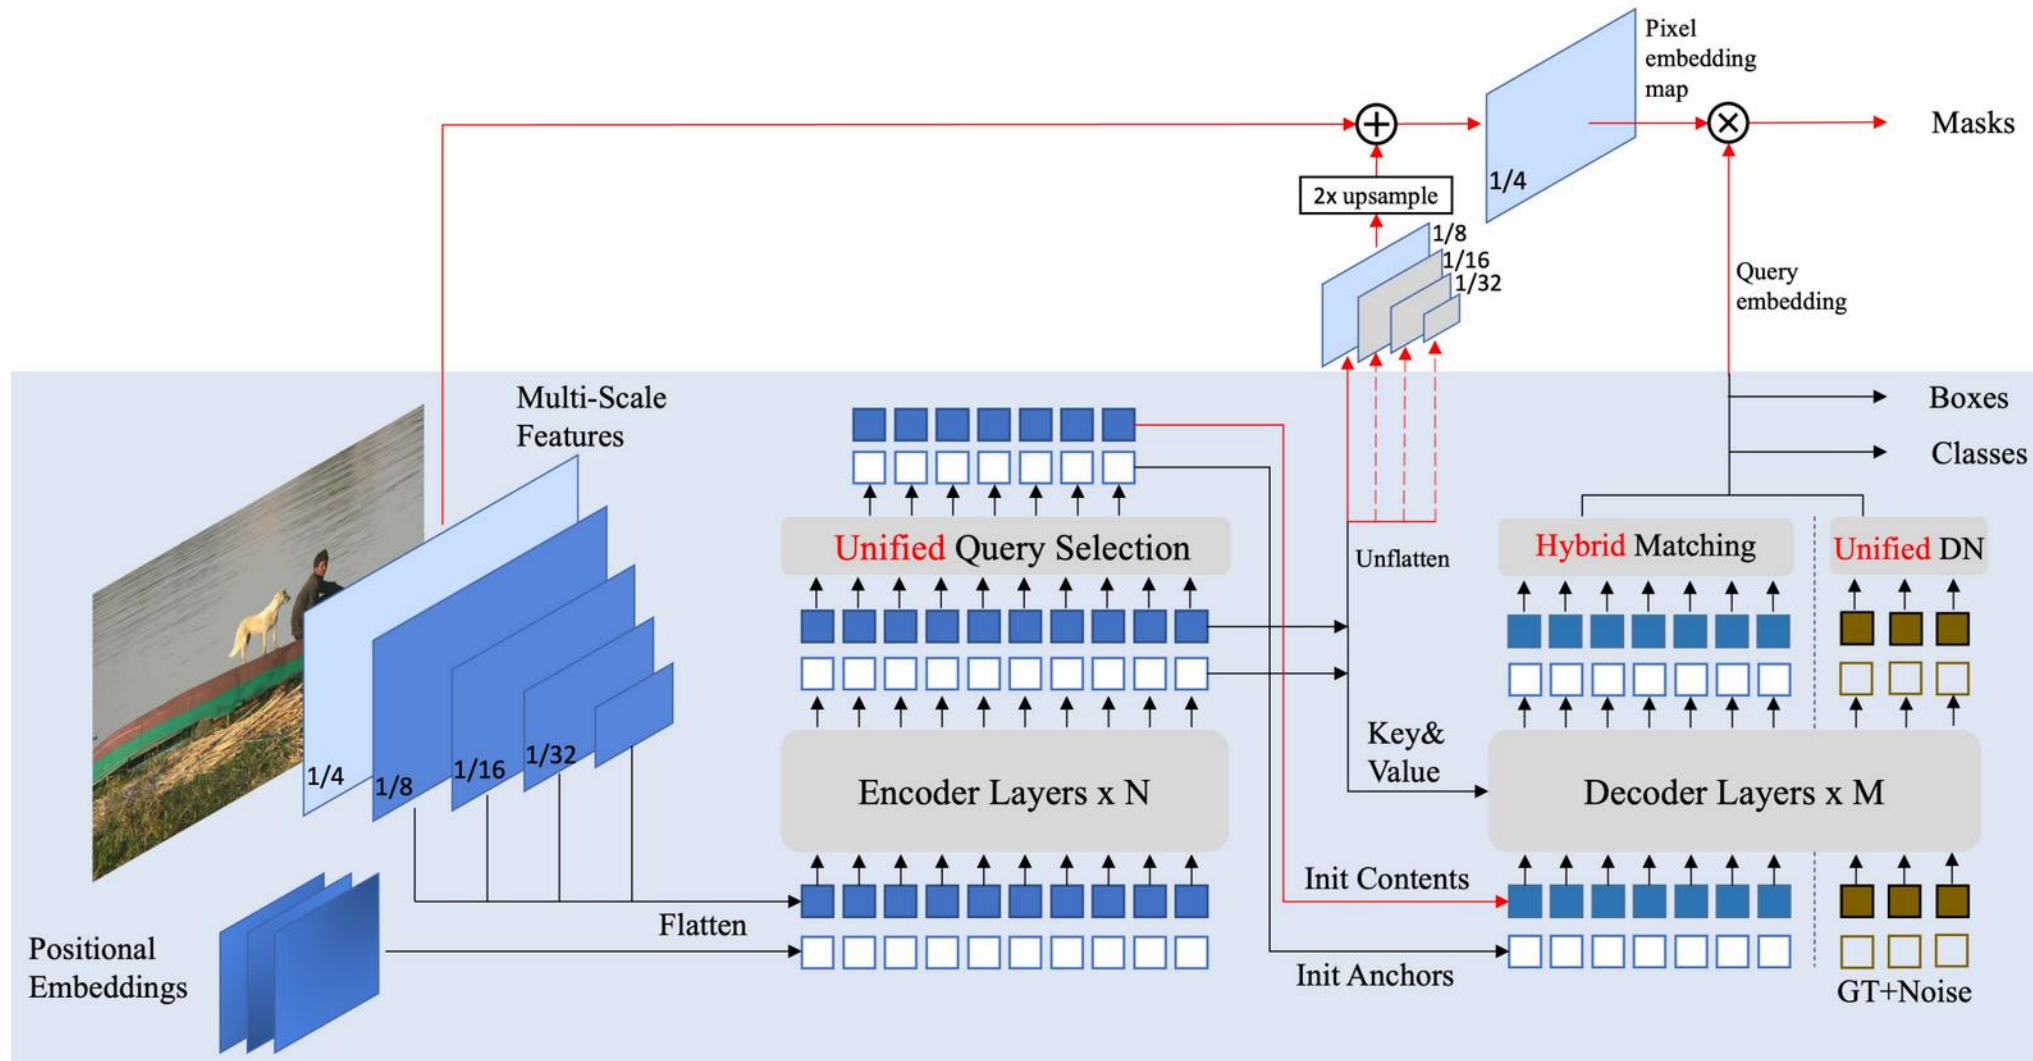 Pixel
embedding
map
Masks
1/4
2x upsample
1/8
1/16
1/32
Query
embedding
Multi-Scale
Features
Boxes
Classes
Unified Query Selection
Unflatten
Hybrid Matching
Unified DN
1/4
1/8
1/16
1/32
Key&
Value
Encoder Layers x N
Decoder Layers x M
Init Contents
Flatten
Positional
Embeddings
Init Anchors
GT+Noise